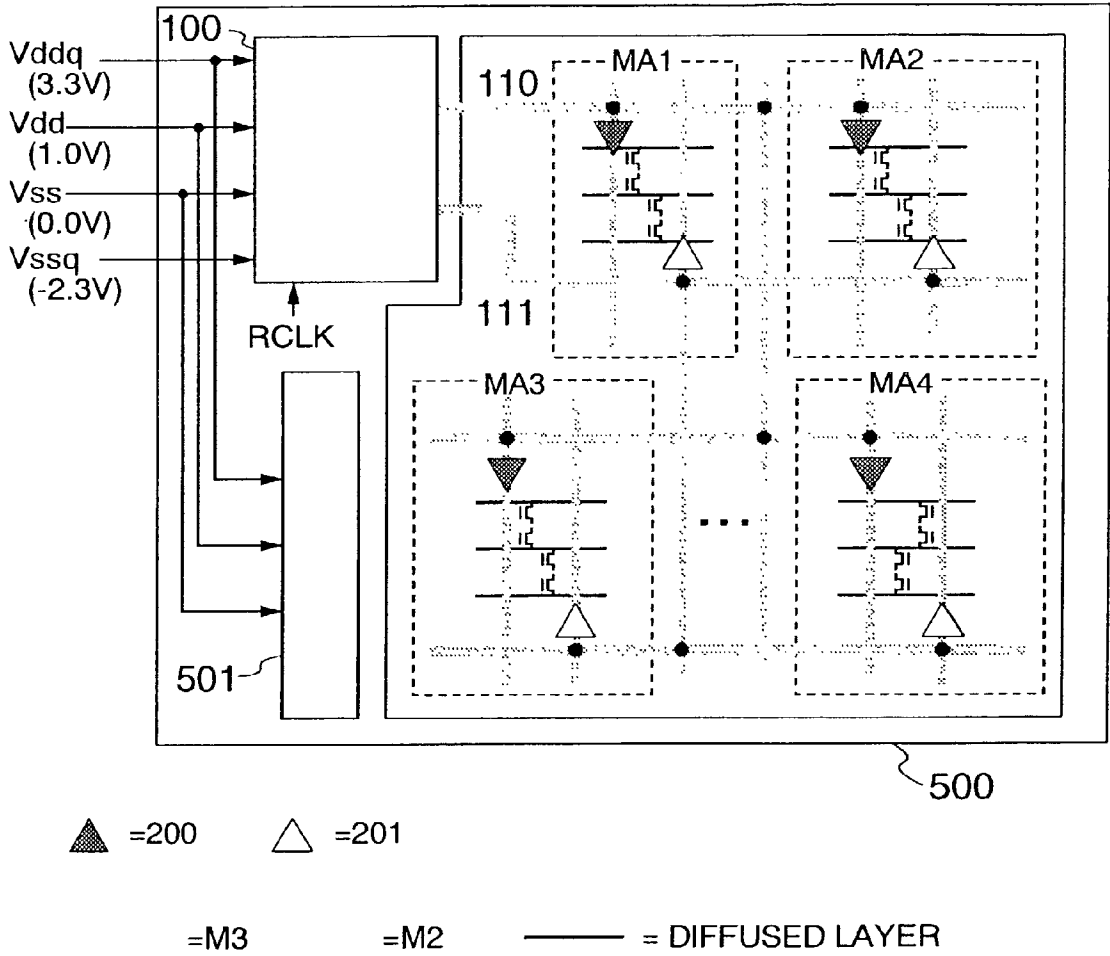 100
Vddq
(3.3V)
Vdd
(1.0V)
Vss
(0.0V)
Vssq
(-2.3V)
RCLK
110
111
MA1
MA2
MA3
MA4
...
501
500
=200
=201
=M3
=M2
= DIFFUSED LAYER